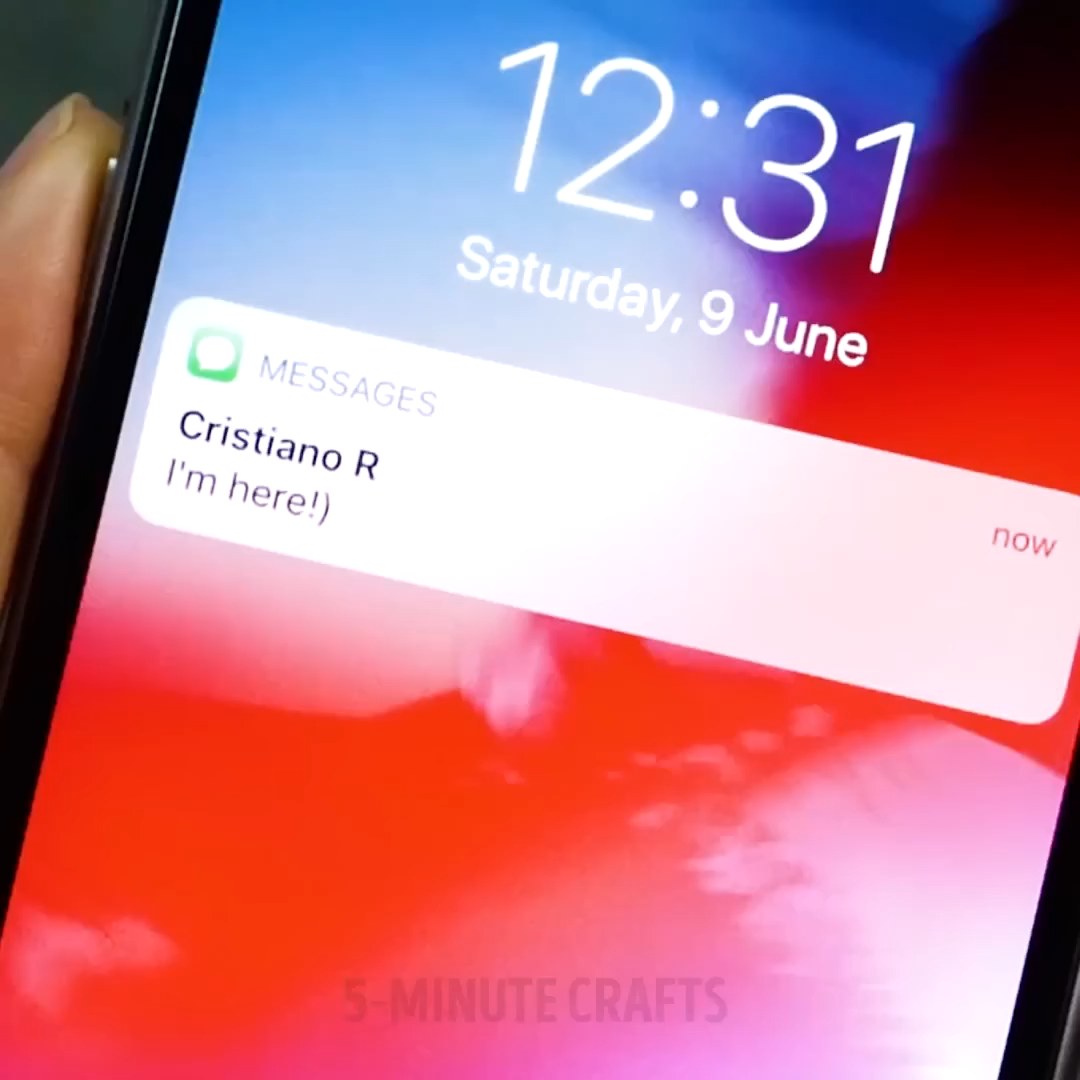 12:31
Saturday, 9 June
MESSAGES
Cristiano R
now
I'm here!)
5-MINUTE CRAFTS